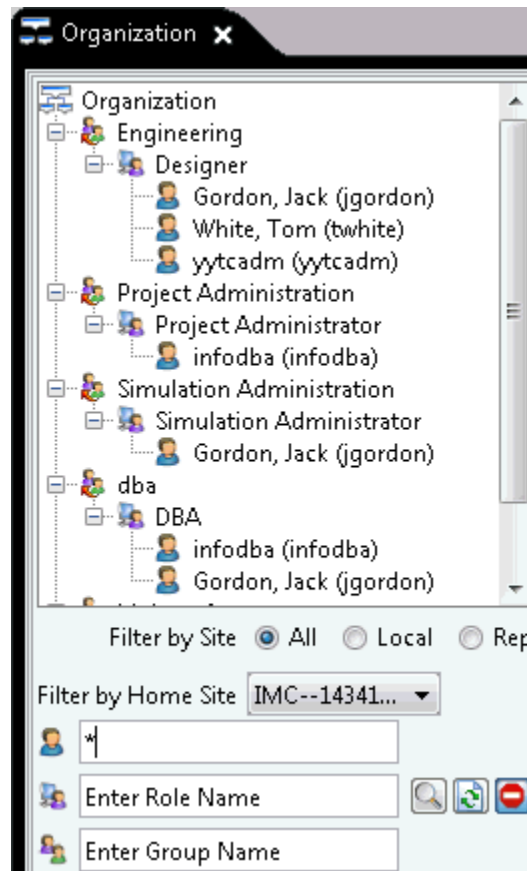 Organization
Organization
Engineering
Designer
Gordon, Jack (jgordon)
White, Tom (twhite)
yytcadm (yytcadm)
Project Administration
Project Administrator
infodba (infodba)
Simulation Administration
Simulation Administrator
Gordon, Jack (jgordon)
dba
DBA
infodba (infodba)
Gordon, Jack (jgordon)
Filter by Site All Local Rep
Filter by Home Site IMC--14341...
*
Enter Role Name
Enter Group Name